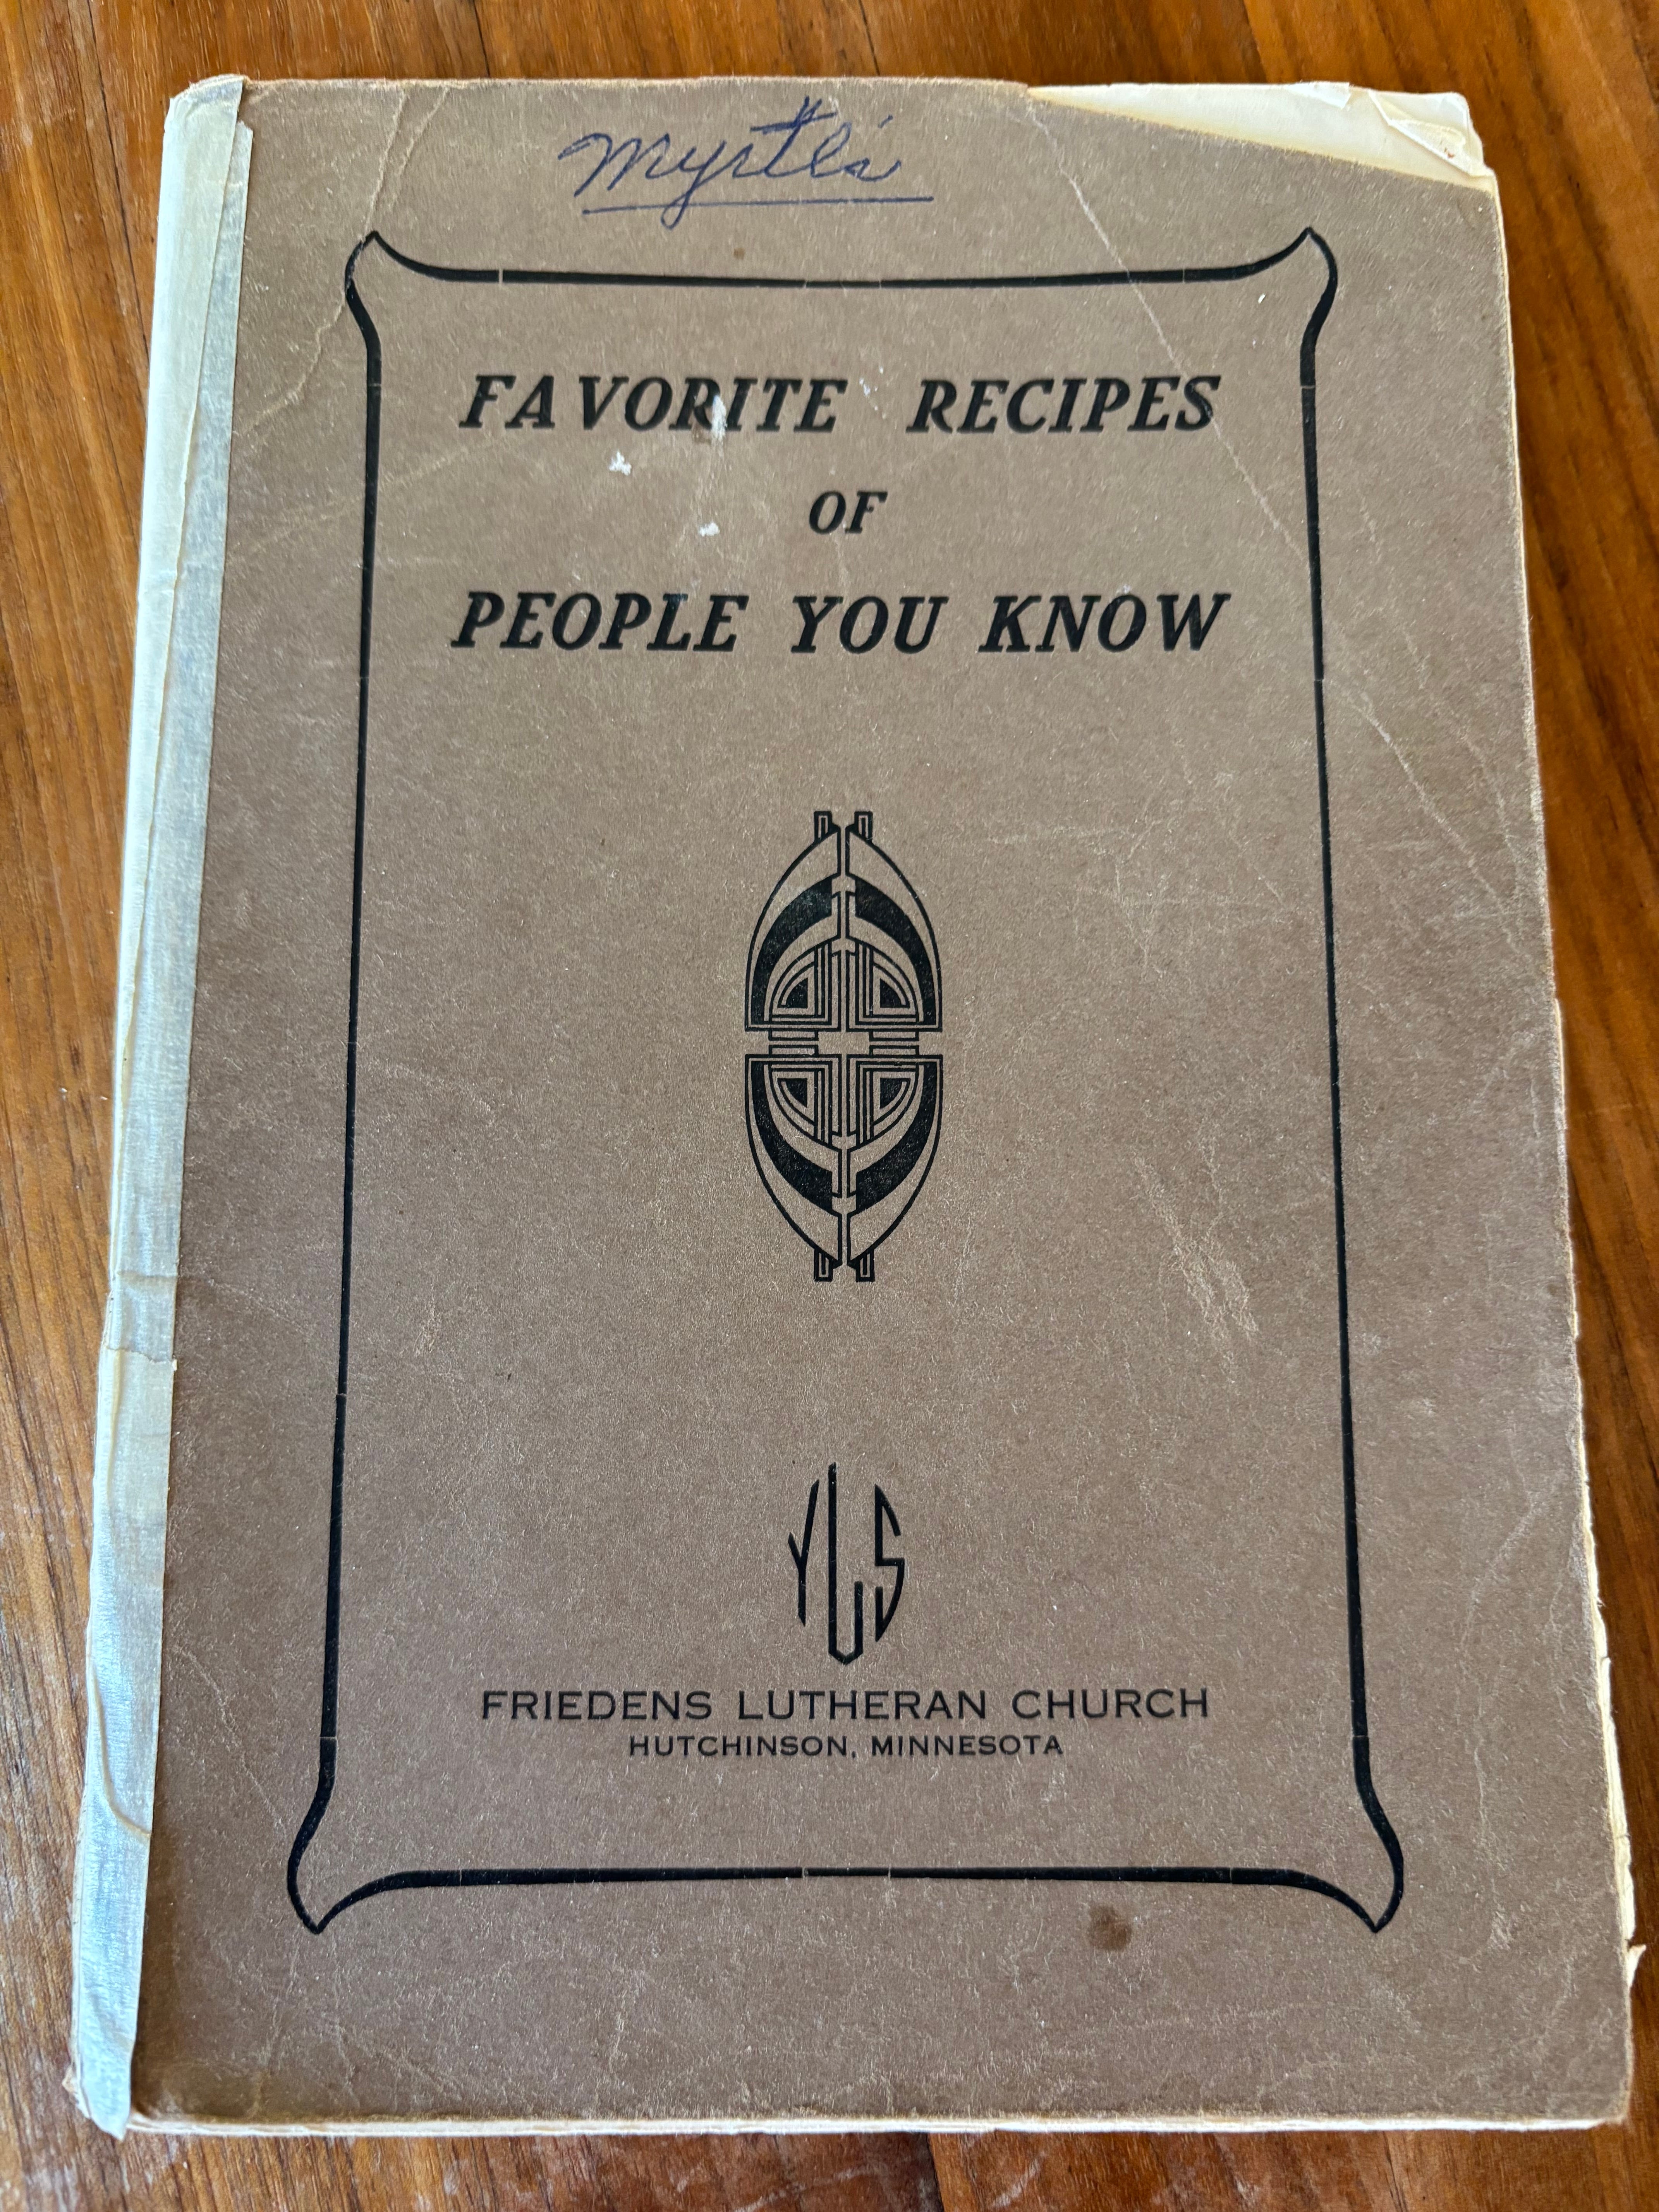 Myrtle's
FAVORITE RECIPES
OF
PEOPLE YOU KNOW
YLS
FRIEDENS LUTHERAN CHURCH
HUTCHINSON, MINNESOTA